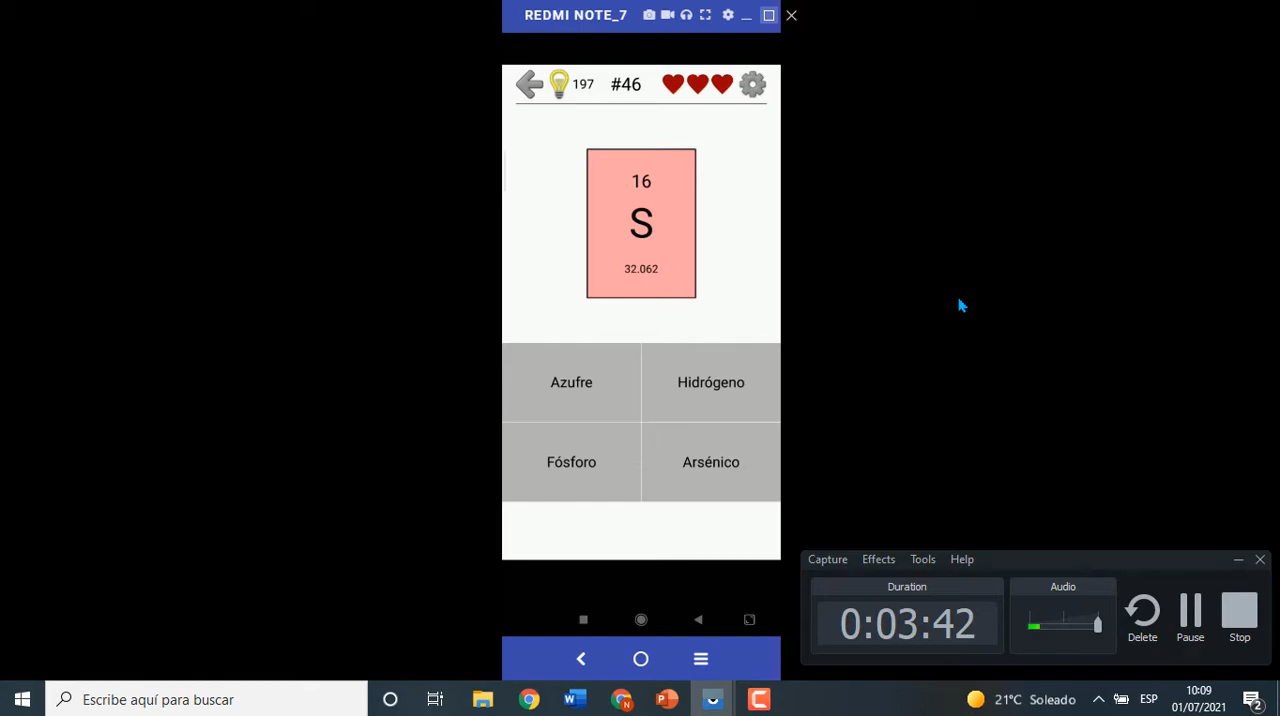 REDMI NOTE_7
197 #46
16
S
32.062
Azufre
Hidrógeno
Fósforo
Arsénico
Capture Effects Tools Help
Duration
Audio
0:03:42
Delete
Pause
Stop
Escribe aquí para buscar
21°C Soleado
ESP
10:09
01/07/2021
2